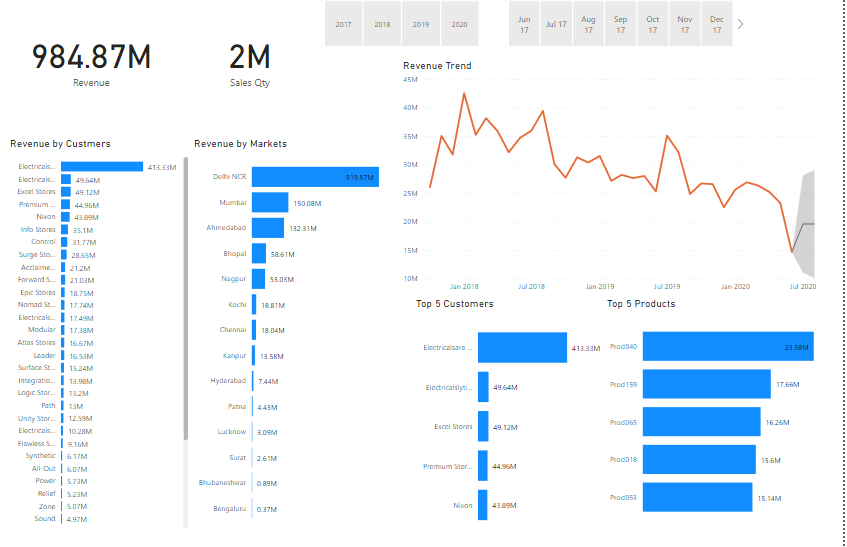 2017
2018
2019
2020
Jun 17
Jul 17
Aug 17
Sep 17
Oct 17
Nov 17
Dec 17
984.87M
Revenue
2M
Sales Qty
Revenue Trend
45M
40M
35M
30M
25M
20M
15M
10M
Jan 2018
Jul 2018
Jan 2019
Jul 2019
Jan 2020
Jul 2020
Revenue by Custmers
Electricals... 413.33M
Electricals... 49.64M
Excel Stores 49.12M
Premium ... 44.96M
Nixon 43.89M
Info Stores 35.1M
Control 31.77M
Surge Sto... 28.65M
Acclaime... 21.2M
Forward S... 21.03M
Epic Stores 18.75M
Nomad St... 17.74M
Electricals... 17.49M
Modular 17.38M
Atlas Stores 16.67M
Leader 16.53M
Surface St... 15.24M
Integratio... 13.98M
Logic Stor... 13.2M
Path 13M
Unity Stor... 12.59M
Electricals... 10.28M
Flawless S... 9.16M
Synthetic 6.17M
All-Out 6.07M
Power 5.73M
Relief 5.23M
Zone 5.07M
Sound 4.97M
Revenue by Markets
Delhi NCR 519.57M
Mumbai 150.08M
Ahmedabad 132.31M
Bhopal 58.61M
Nagpur 55.03M
Kochi 18.81M
Chennai 18.04M
Kanpur 13.58M
Hyderabad 7.44M
Patna 4.43M
Lucknow 3.09M
Surat 2.61M
Bhubaneshwar 0.89M
Bengaluru 0.37M
Top 5 Customers
Electricalsara ... 413.33M
Electricalslyti... 49.64M
Excel Stores 49.12M
Premium Stor... 44.96M
Nixon 43.89M
Top 5 Products
Prod040 23.58M
Prod159 17.66M
Prod065 16.26M
Prod018 15.6M
Prod053 15.14M